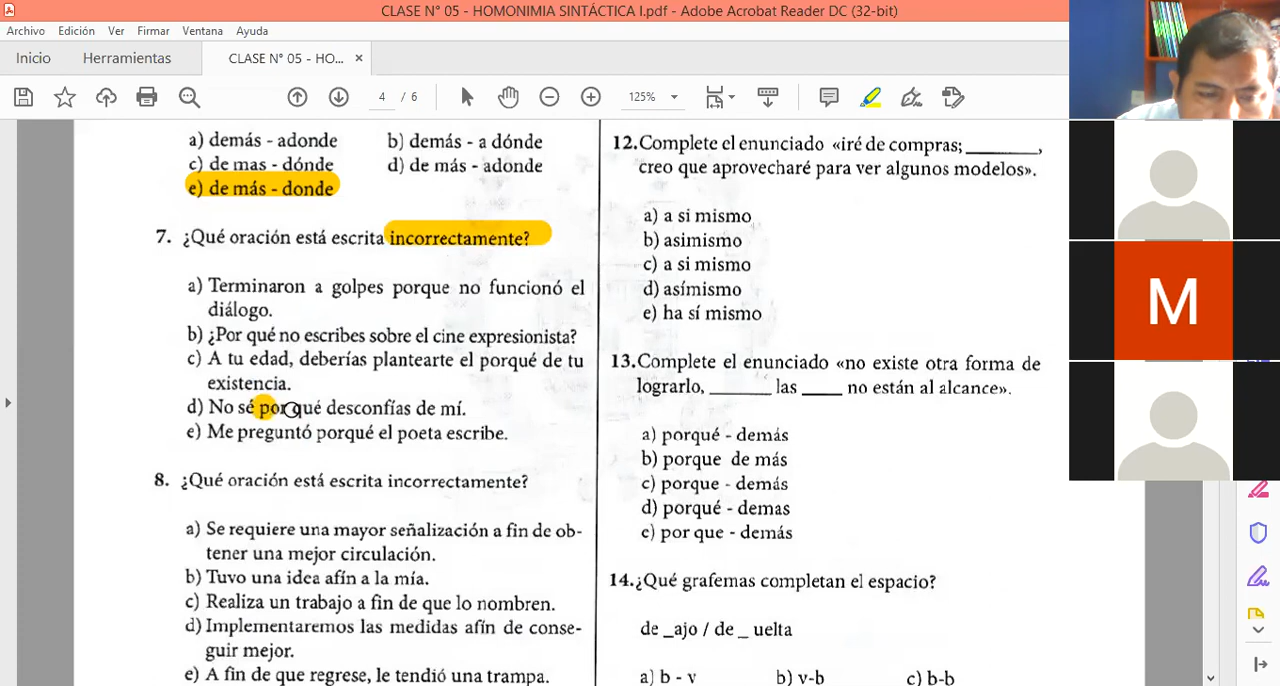 CLASE N° 05 - HOMONIMIA SINTÁCTICA I.pdf - Adobe Acrobat Reader DC (32-bit)
Archivo Edición Ver Firmar Ventana Ayuda
Inicio Herramientas CLASE N° 05 - HO... ×
4 / 6 125%
a) demás - adonde b) demás - a dónde
c) de mas - dónde d) de más - adonde
e) de más - donde
7. ¿Qué oración está escrita incorrectamente?
a) Terminaron a golpes porque no funcionó el
diálogo.
b) ¿Por qué no escribes sobre el cine expresionista?
c) A tu edad, deberías plantearte el porqué de tu
existencia.
d) No sé por qué desconfías de mí.
e) Me preguntó porqué el poeta escribe.
8. ¿Qué oración está escrita incorrectamente?
a) Se requiere una mayor señalización a fin de ob-
tener una mejor circulación.
b) Tuvo una idea afín a la mía.
c) Realiza un trabajo a fin de que lo nombren.
d) Implementaremos las medidas afín de conse-
guir mejor.
e) A fin de que regrese, le tendió una trampa.
12.Complete el enunciado «iré de compras; ________,
creo que aprovecharé para ver algunos modelos».
a) a si mismo
b) asimismo
c) a si mismo
d) asímismo
e) ha sí mismo
13.Complete el enunciado «no existe otra forma de
lograrlo, _______ las ____ no están al alcance».
a) porqué - demás
b) porque de más
c) porque - demás
d) porqué - demas
e) por que - demás
14.¿Qué grafemas completan el espacio?
de _ajo / de _ uelta
a) b - v b) v-b c) b-b
M